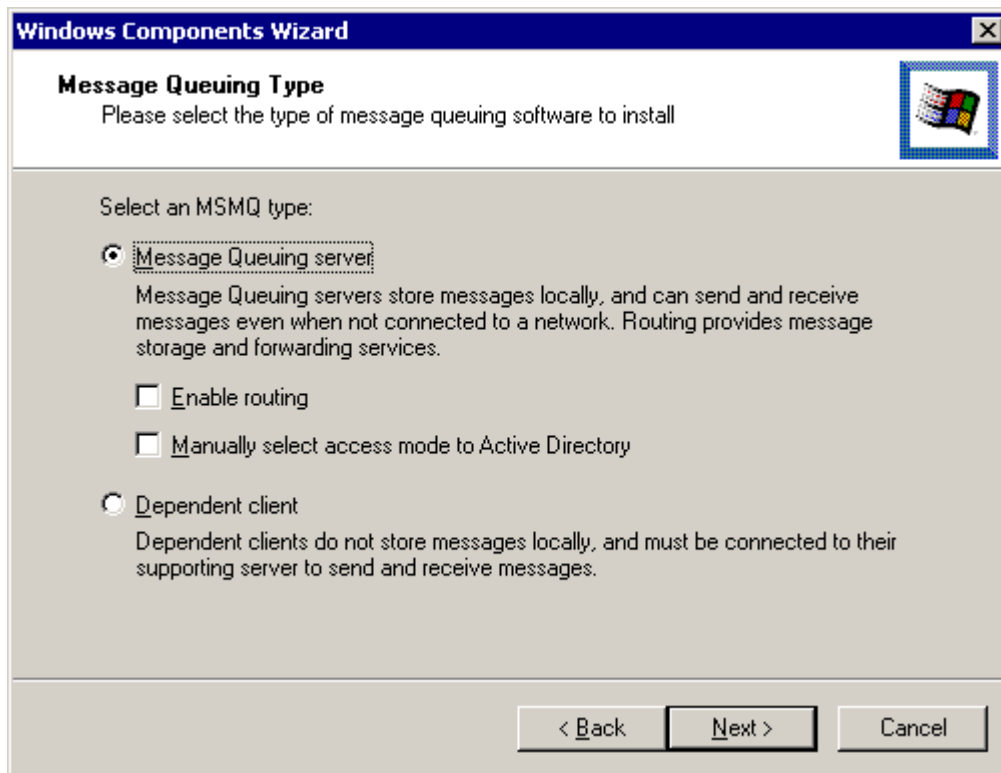 Windows Components Wizard
Message Queuing Type
Please select the type of message queuing software to install
Select an MSMQ type:
Message Queuing server
Message Queuing servers store messages locally, and can send and receive
messages even when not connected to a network. Routing provides message
storage and forwarding services.
Enable routing
Manually select access mode to Active Directory
Dependent client
Dependent clients do not store messages locally, and must be connected to their
supporting server to send and receive messages.
< Back Next > Cancel